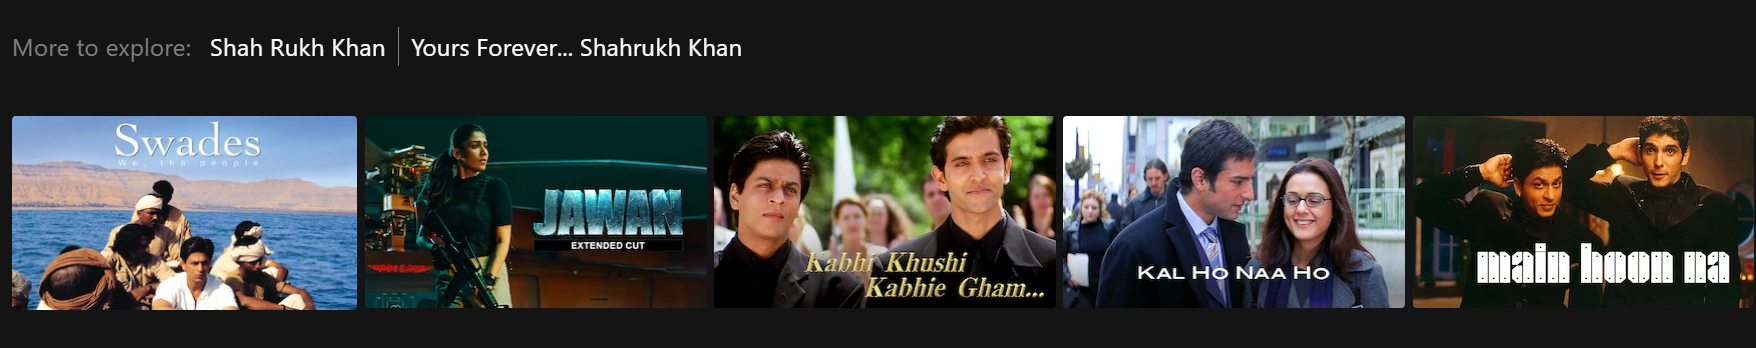 More to explore: Shah Rukh Khan Yours Forever... Shahrukh Khan
Swades
We, the people
JAWAN
EXTENDED CUT
Kabhi Khushi
Kabhie Gham...
KAL HO NAA HO
main hoon na